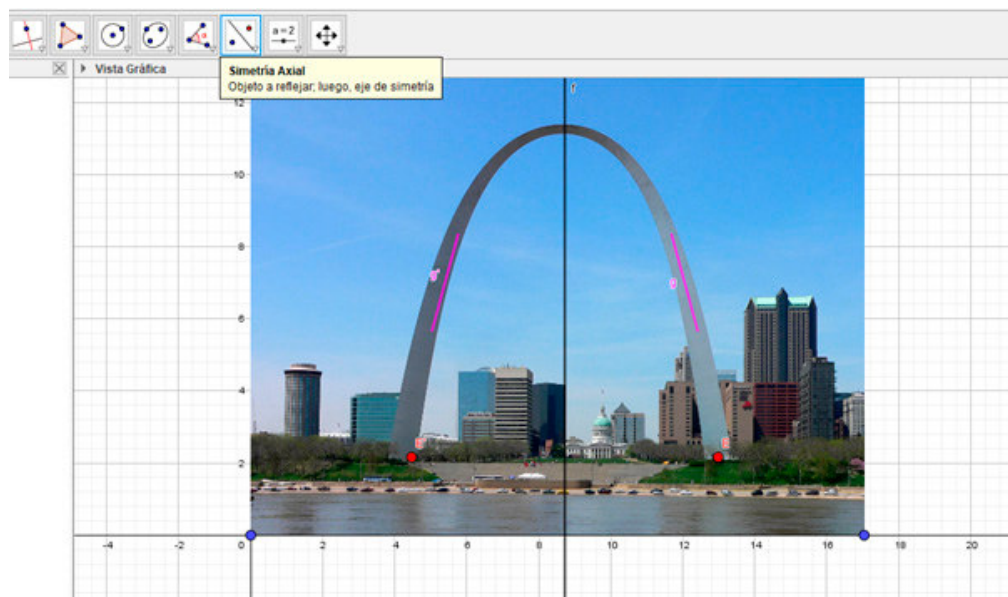 a=2
Vista Gráfica
Simetría Axial
Objeto a reflejar; luego, eje de simetría
f
12
10
8
6
4
2
-4 -2 0 2 4 6 8 10 12 14 16 18 20